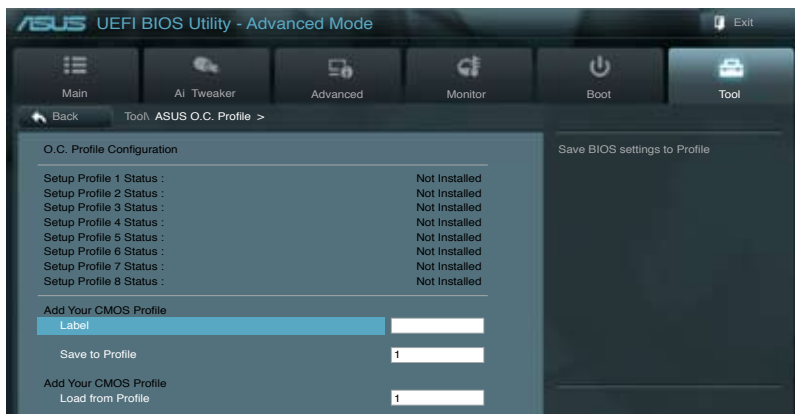 ASUS UEFI BIOS Utility - Advanced Mode
Exit
Main
Ai Tweaker
Advanced
Monitor
Boot
Tool
Back
Tool\ ASUS O.C. Profile >
O.C. Profile Configuration
Save BIOS settings to Profile
Setup Profile 1 Status : Not Installed
Setup Profile 2 Status : Not Installed
Setup Profile 3 Status : Not Installed
Setup Profile 4 Status : Not Installed
Setup Profile 5 Status : Not Installed
Setup Profile 6 Status : Not Installed
Setup Profile 7 Status : Not Installed
Setup Profile 8 Status : Not Installed
Add Your CMOS Profile
Label
Save to Profile 1
Add Your CMOS Profile
Load from Profile 1